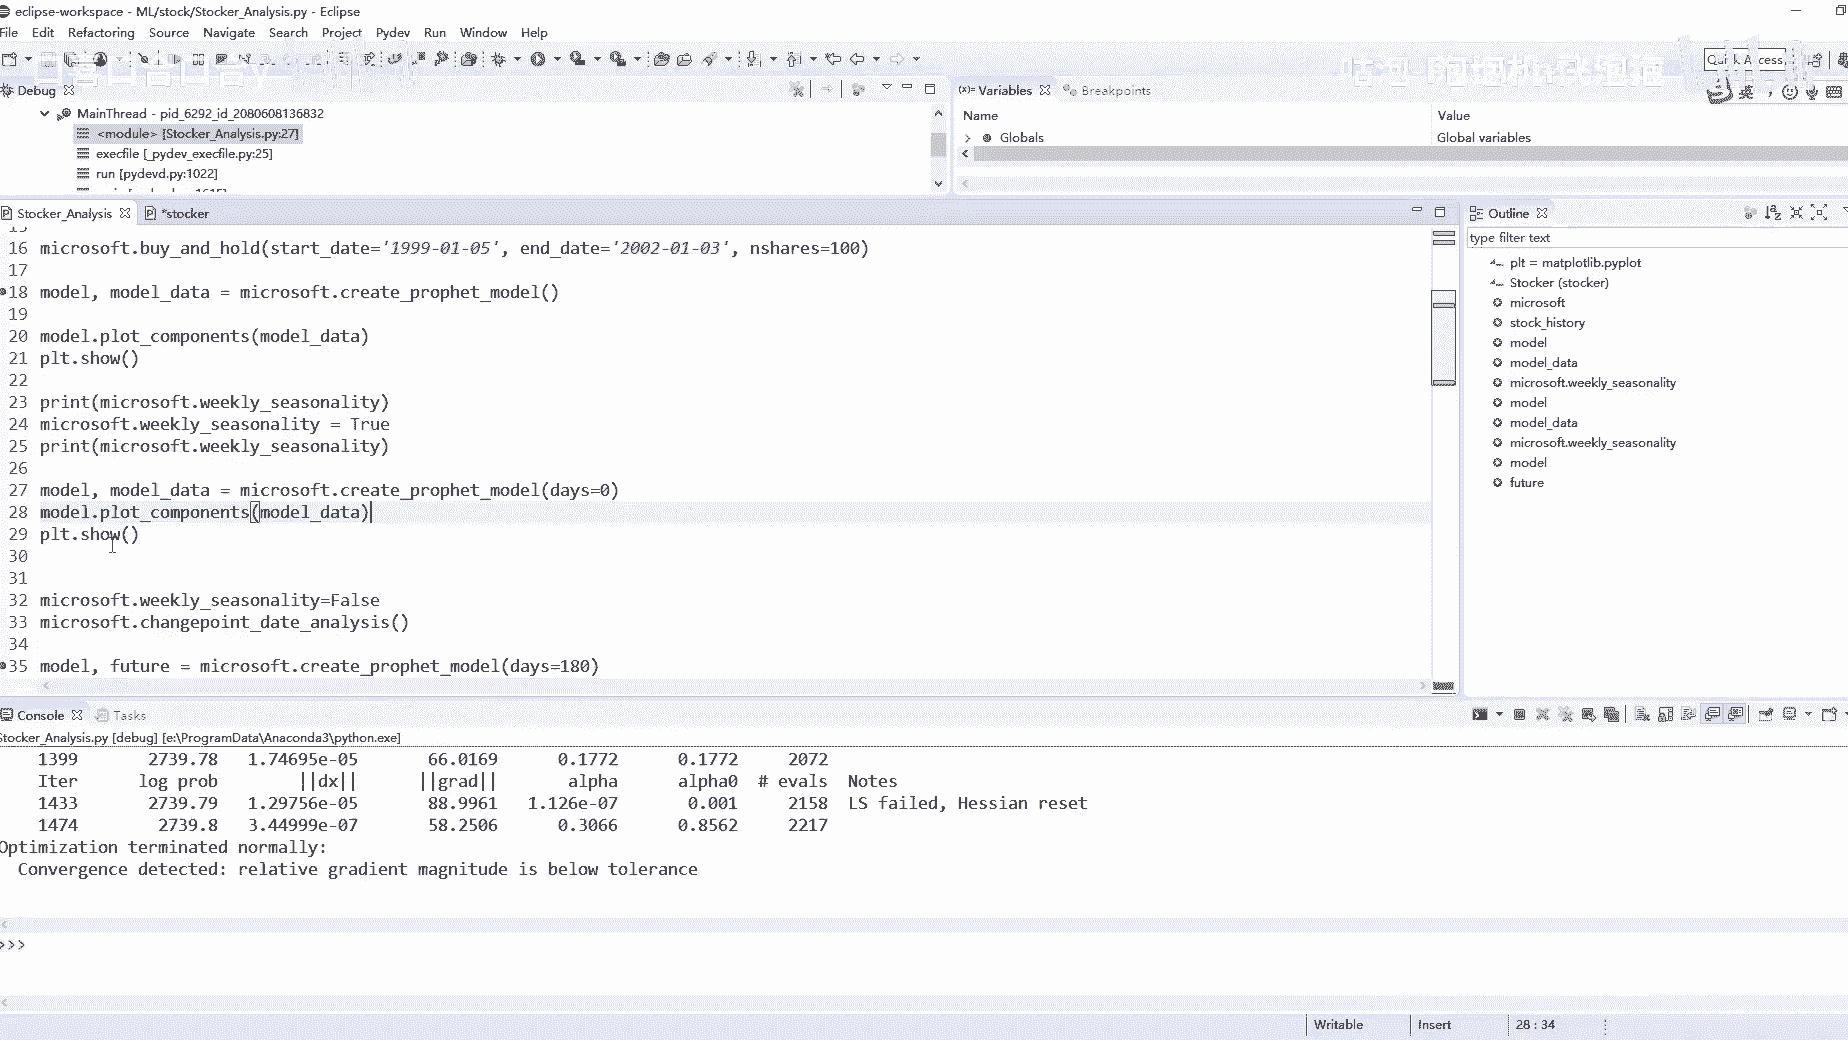 eclipse-workspace - ML/stock/Stocker_Analysis.py - Eclipse
File Edit Refactoring Source Navigate Search Project Pydev Run Window Help
Quick Access
Debug
Variables Breakpoints
MainThread - pid_6292_id_2080608136832
<module> [Stocker_Analysis.py:27]
execfile [_pydev_execfile.py:25]
run [pydevd.py:1022]
Name Value
Globals Global variables
Stocker_Analysis *stocker
Outline
type filter text
15
16 microsoft.buy_and_hold(start_date='1999-01-05', end_date='2002-01-03', nshares=100)
17
18 model, model_data = microsoft.create_prophet_model()
19
20 model.plot_components(model_data)
21 plt.show()
22
23 print(microsoft.weekly_seasonality)
24 microsoft.weekly_seasonality = True
25 print(microsoft.weekly_seasonality)
26
27 model, model_data = microsoft.create_prophet_model(days=0)
28 model.plot_components(model_data)
29 plt.show()
30
31
32 microsoft.weekly_seasonality=False
33 microsoft.changepoint_date_analysis()
34
35 model, future = microsoft.create_prophet_model(days=180)
plt = matplotlib.pyplot
Stocker (stocker)
microsoft
stock_history
model
model_data
microsoft.weekly_seasonality
model
model_data
microsoft.weekly_seasonality
model
future
Console Tasks
Stocker_Analysis.py [debug] [e:\ProgramData\Anaconda3\python.exe]
1399 2739.78 1.74695e-05 66.0169 0.1772 0.1772 2072
Iter log prob ||dx|| ||grad|| alpha alpha0 # evals Notes
1433 2739.79 1.29756e-05 88.9961 1.126e-07 0.001 2158 LS failed, Hessian reset
1474 2739.8 3.44999e-07 58.2506 0.3066 0.8562 2217
Optimization terminated normally:
Convergence detected: relative gradient magnitude is below tolerance
>>>
Writable Insert 28 : 34